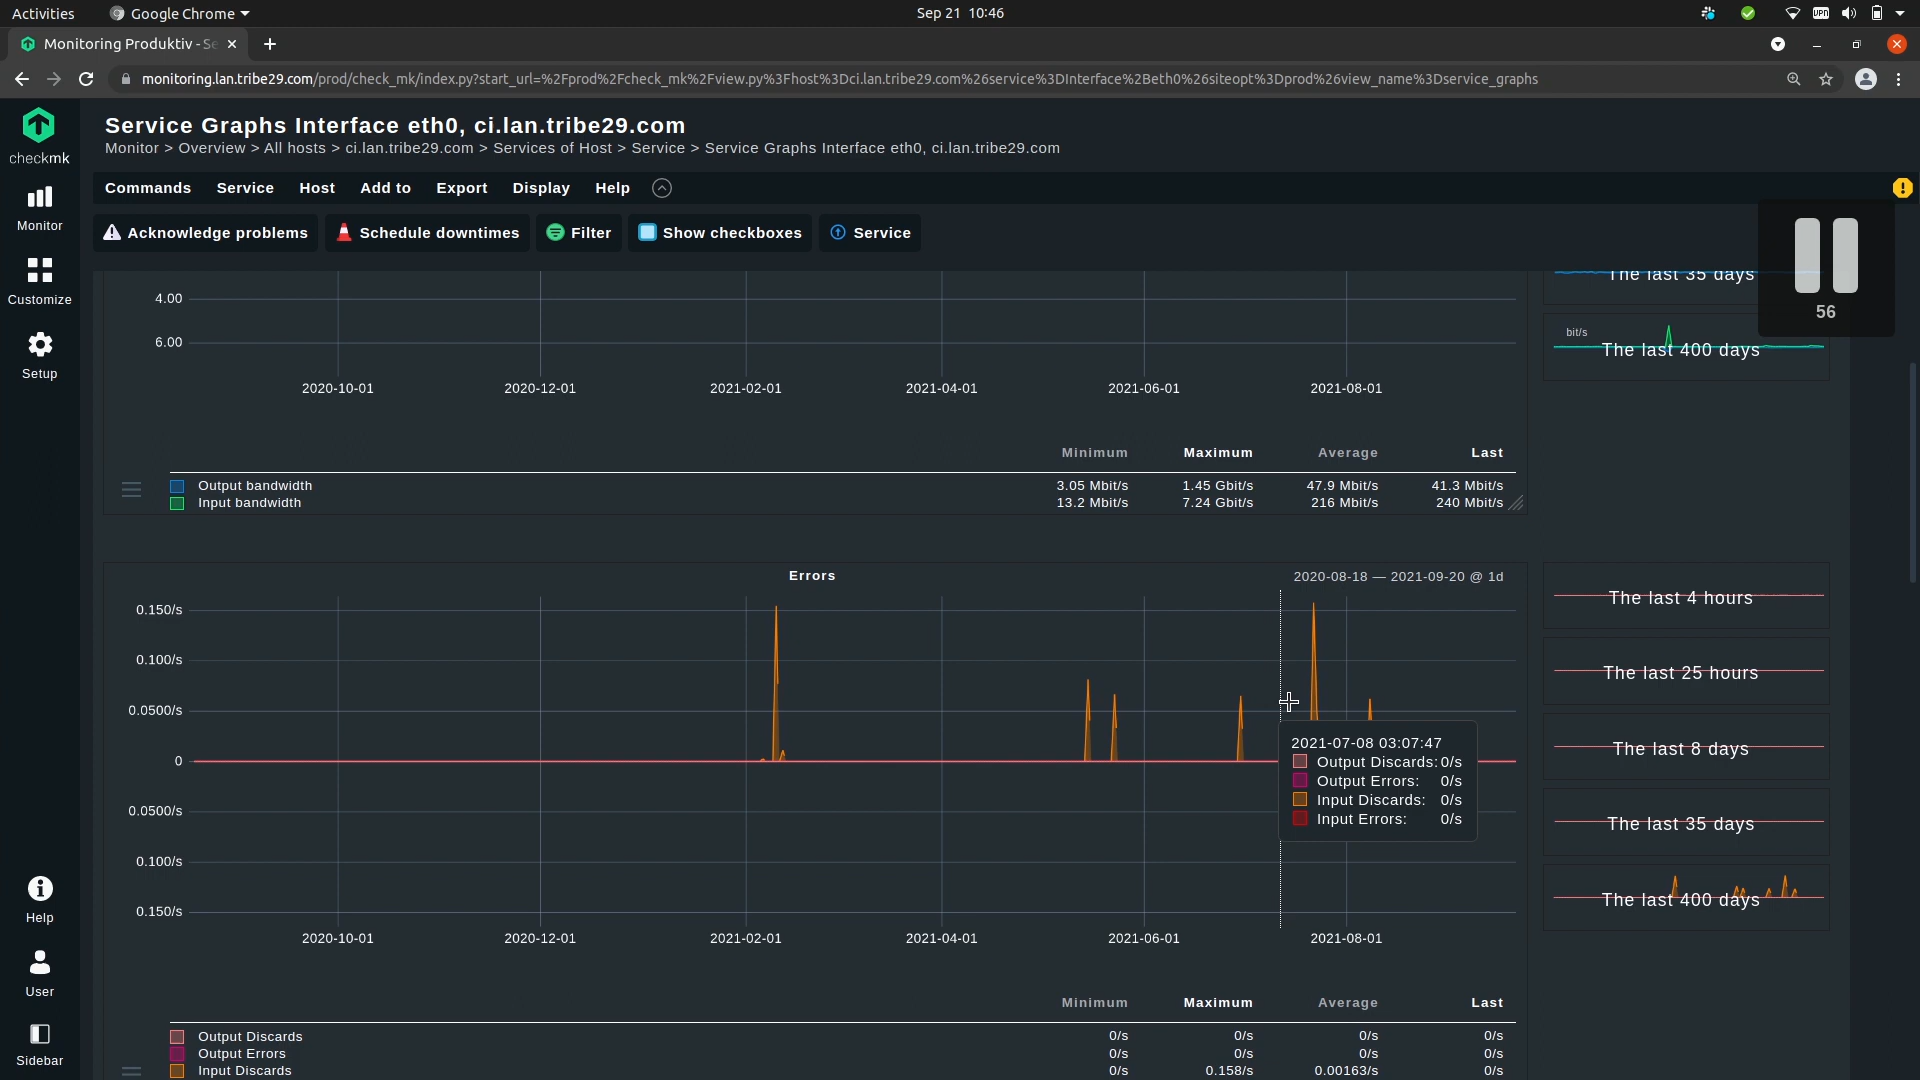 Activities Google Chrome Sep 21 10:46 VPN
Monitoring Produktiv - Se
monitoring.lan.tribe29.com/prod/check_mk/index.py?start_url=%2Fprod%2Fcheck_mk%2Fview.py%3Fhost%3Dci.lan.tribe29.com%26service%3DInterface%2Beth0%26siteopt%3Dprod%26view_name%3Dservice_graphs
checkmk
Monitor
Customize
Setup
Help
User
Sidebar
Service Graphs Interface eth0, ci.lan.tribe29.com
Monitor > Overview > All hosts > ci.lan.tribe29.com > Services of Host > Service > Service Graphs Interface eth0, ci.lan.tribe29.com
Commands Service Host Add to Export Display Help
Acknowledge problems Schedule downtimes Filter Show checkboxes Service
56
4.00
6.00
2020-10-01 2020-12-01 2021-02-01 2021-04-01 2021-06-01 2021-08-01
Minimum Maximum Average Last
Output bandwidth 3.05 Mbit/s 1.45 Gbit/s 47.9 Mbit/s 41.3 Mbit/s
Input bandwidth 13.2 Mbit/s 7.24 Gbit/s 216 Mbit/s 240 Mbit/s
The last 35 days
bit/s
The last 400 days
Errors 2020-08-18 — 2021-09-20 @ 1d
0.150/s
0.100/s
0.0500/s
0
0.0500/s
0.100/s
0.150/s
2020-10-01 2020-12-01 2021-02-01 2021-04-01 2021-06-01 2021-08-01
2021-07-08 03:07:47
Output Discards: 0/s
Output Errors: 0/s
Input Discards: 0/s
Input Errors: 0/s
Minimum Maximum Average Last
Output Discards 0/s 0/s 0/s 0/s
Output Errors 0/s 0/s 0/s 0/s
Input Discards 0/s 0.158/s 0.00163/s 0/s
The last 4 hours
The last 25 hours
The last 8 days
The last 35 days
The last 400 days